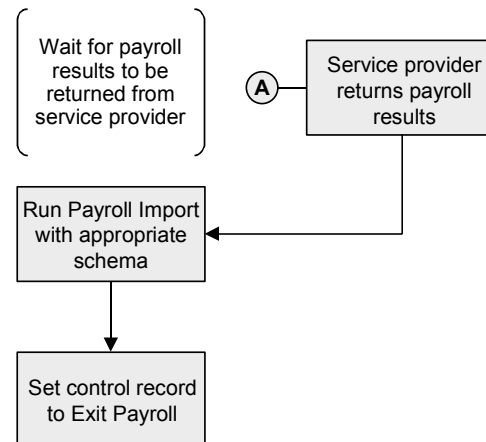 Wait for payroll
results to be
returned from
service provider
A
Service provider
returns payroll
results
Run Payroll Import
with appropriate
schema
Set control record
to Exit Payroll